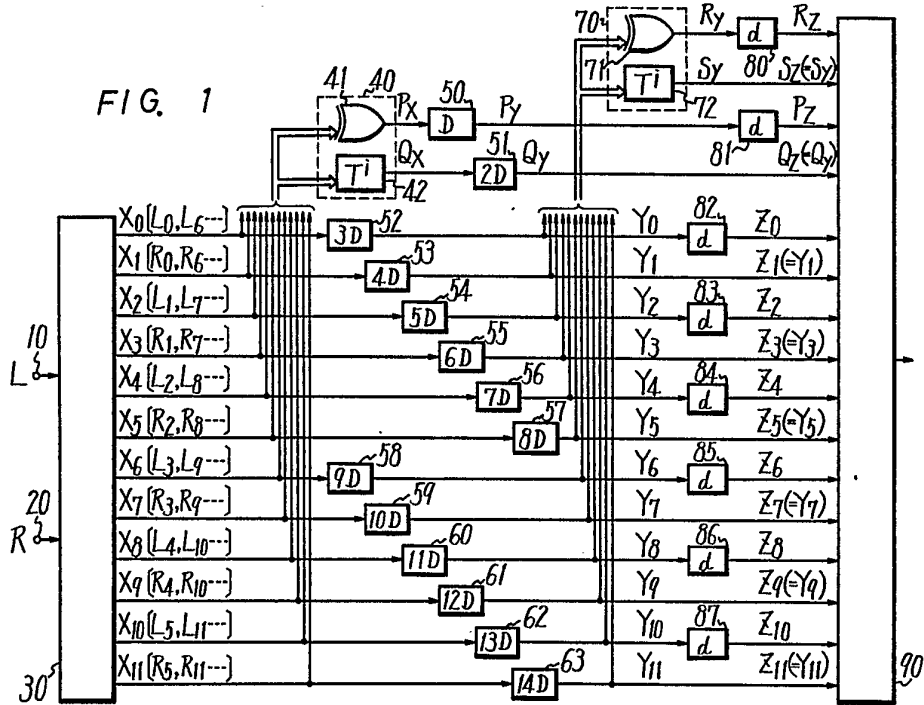 FIG. 1
70 RY d RZ
71 80
Ti SY SZ(=SY)
72
41 40 PX 50 D PY d PZ
81
Ti QX 51 2D QY QZ(=QY)
42
X0(L0,L6---) 3D 52 Y0 82 d Z0
X1(R0,R6---) 4D 53 Y1 Z1(=Y1)
X2(L1,L7---) 5D 54 Y2 83 d Z2
X3(R1,R7---) 6D 55 Y3 Z3(=Y3)
10 L X4(L2,L8---) 7D 56 Y4 84 d Z4
X5(R2,R8---) 8D 57 Y5 Z5(=Y5)
X6(L3,L9---) 9D 58 Y6 85 d Z6
20 R X7(R3,R9---) 10D 59 Y7 Z7(=Y7)
X8(L4,L10---) 11D 60 Y8 86 d Z8
X9(R4,R10---) 12D 61 Y9 Z9(=Y9)
X10(L5,L11---) 13D 62 Y10 87 d Z10
30 X11(R5,R11---) 14D 63 Y11 Z11(=Y11) 90